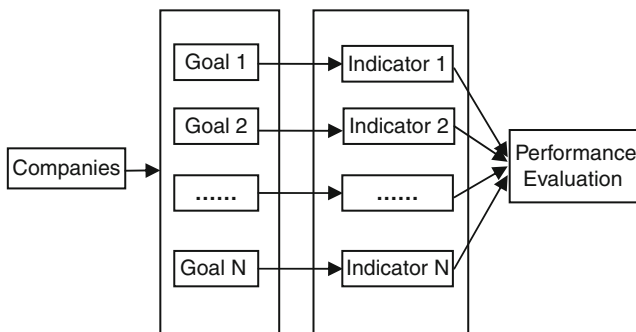 Goal 1
Indicator 1
Goal 2
Indicator 2
Companies
......
......
Performance
Evaluation
Goal N
Indicator N